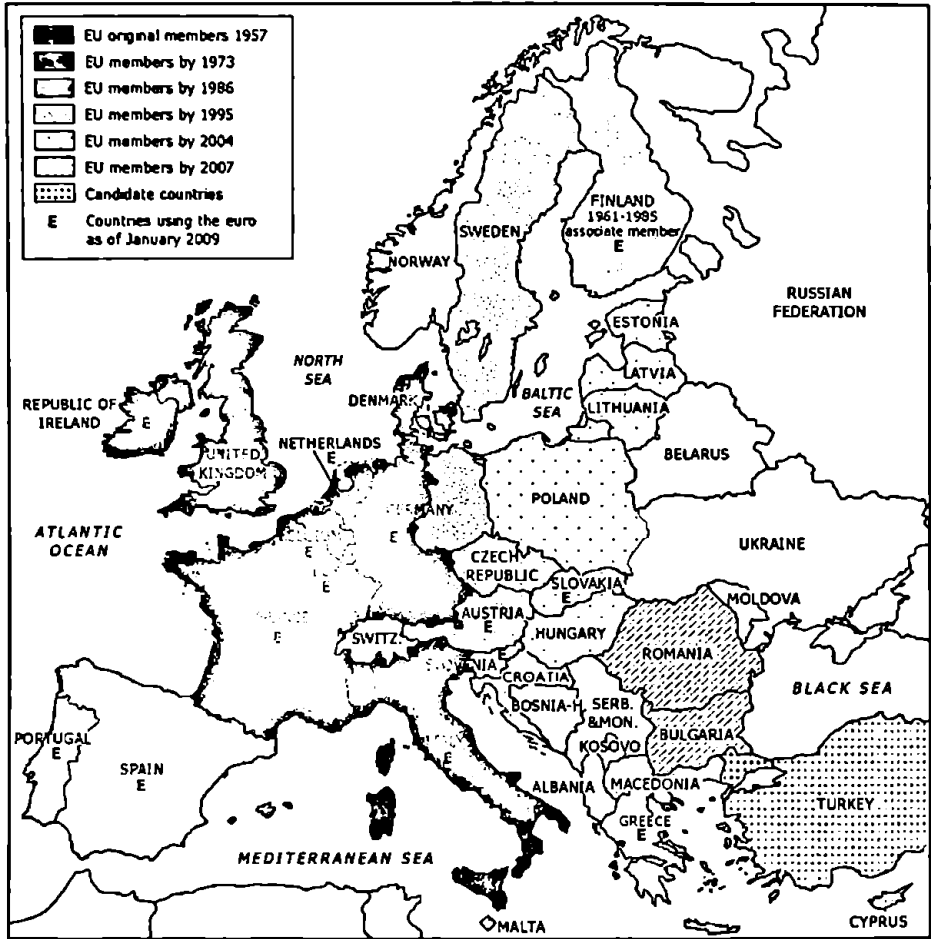 EU original members 1957
EU members by 1973
EU members by 1986
EU members by 1995
EU members by 2004
EU members by 2007
Candidate countries
E Countries using the euro
as of January 2009
FINLAND
1961-1985
associate member
E
SWEDEN
NORWAY
RUSSIAN
FEDERATION
ESTONIA
NORTH
SEA
LATVIA
DENMARK
BALTIC
SEA
REPUBLIC OF
IRELAND
E
LITHUANIA
NETHERLANDS
E
UNITED
KINGDOM
BELARUS
POLAND
GERMANY
E
ATLANTIC
OCEAN
E
UKRAINE
CZECH
REPUBLIC
SLOVAKIA
E
E
MOLDOVA
AUSTRIA
E
E
SWITZ.
HUNGARY
ROMANIA
SLOVENIA
CROATIA
BLACK SEA
BOSNIA-H.
SERB.
&MON.
PORTUGAL
E
BULGARIA
KOSOVO
SPAIN
E
E
ALBANIA
MACEDONIA
TURKEY
GREECE
E
MEDITERRANEAN SEA
MALTA
CYPRUS